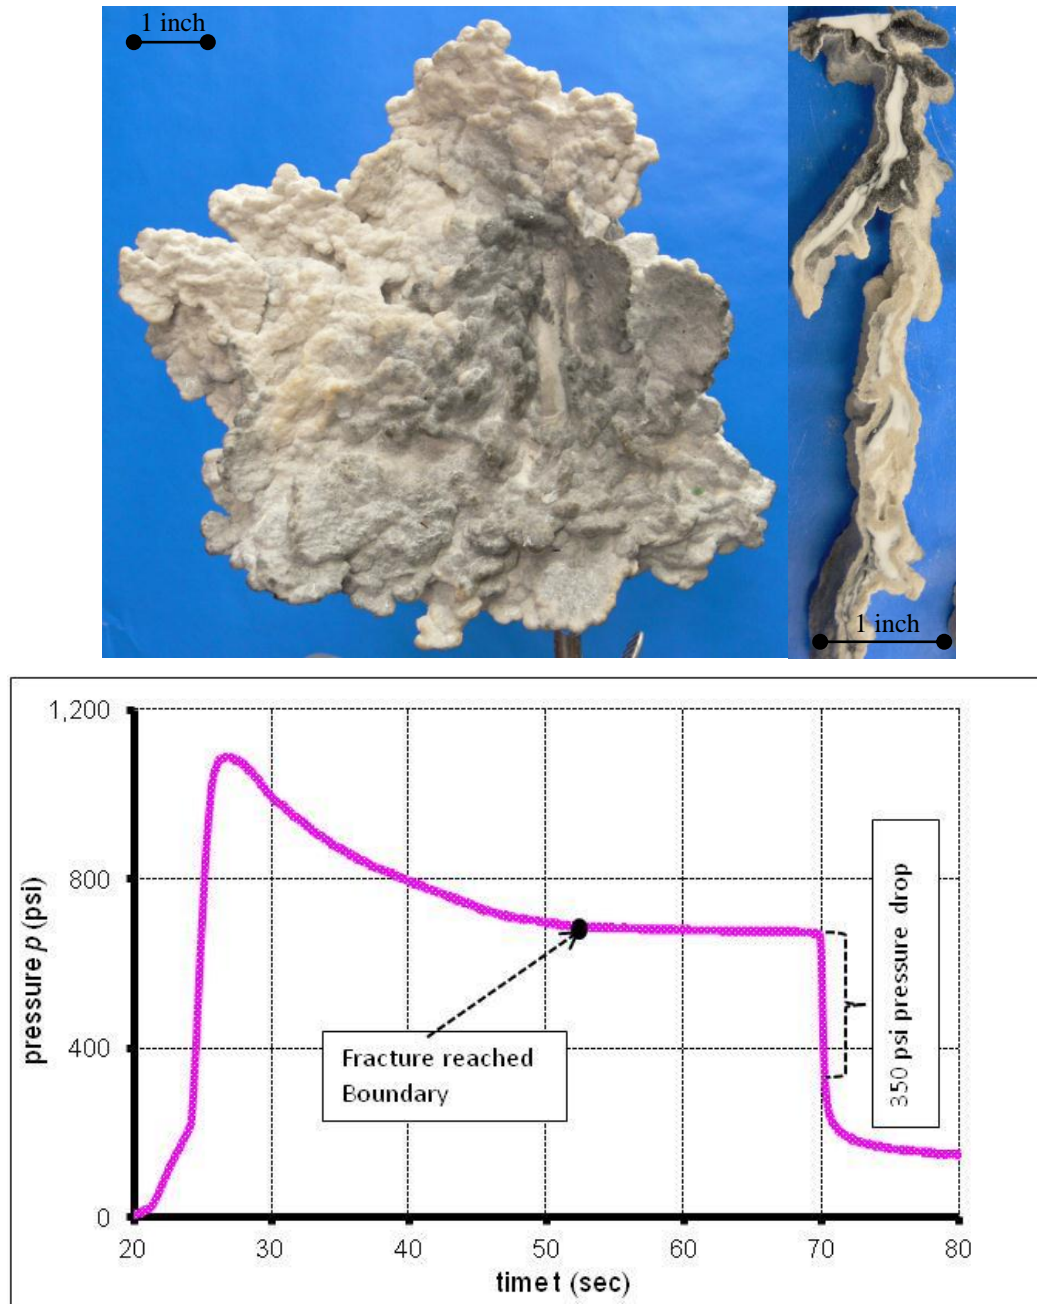 1 inch
1 inch
1,200
800
400
0
pressure p (psi)
Fracture reached
Boundary
350 psi pressure drop
20 30 40 50 60 70 80
time t (sec)